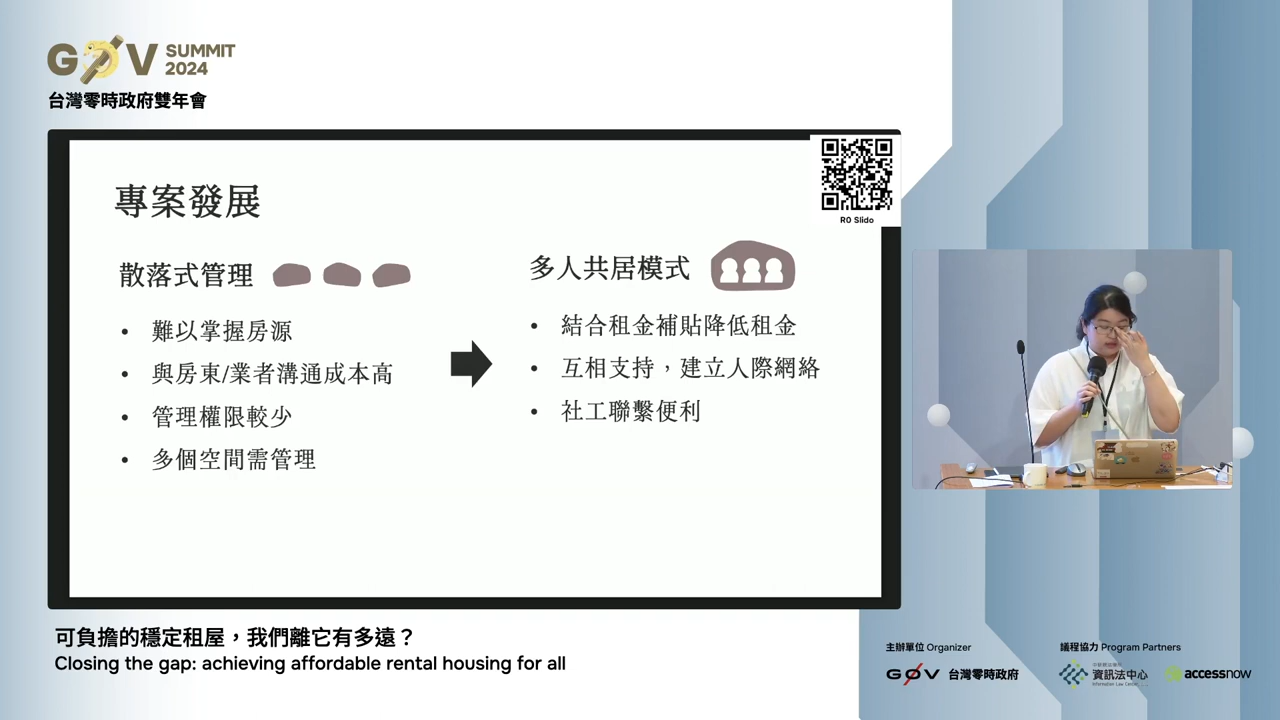 G0V SUMMIT 2024
台灣零時政府雙年會
R0 Slido
專案發展
散落式管理
• 難以掌握房源
• 與房東/業者溝通成本高
• 管理權限較少
• 多個空間需管理
多人共居模式
• 結合租金補貼降低租金
• 互相支持，建立人際網絡
• 社工聯繫便利
可負擔的穩定租屋，我們離它有多遠？
Closing the gap: achieving affordable rental housing for all
主辦單位 Organizer
G0V 台灣零時政府
議程協力 Program Partners
資訊法中心
Information Law Center
accessnow